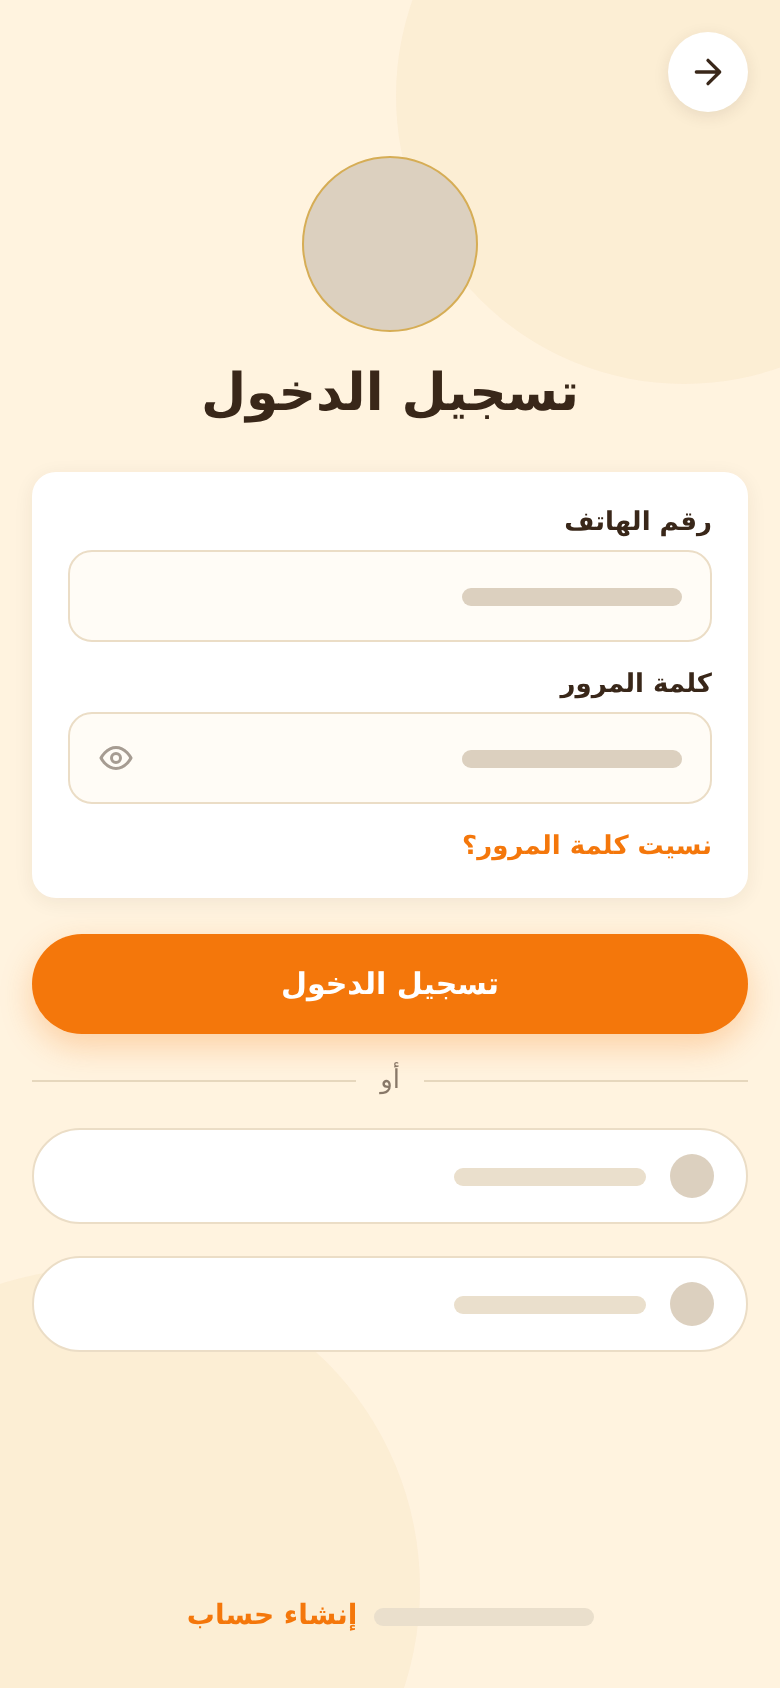 تسجيل الدخول
رقم الهاتف
كلمة المرور
نسيت كلمة المرور؟
تسجيل الدخول
أو
إنشاء حساب